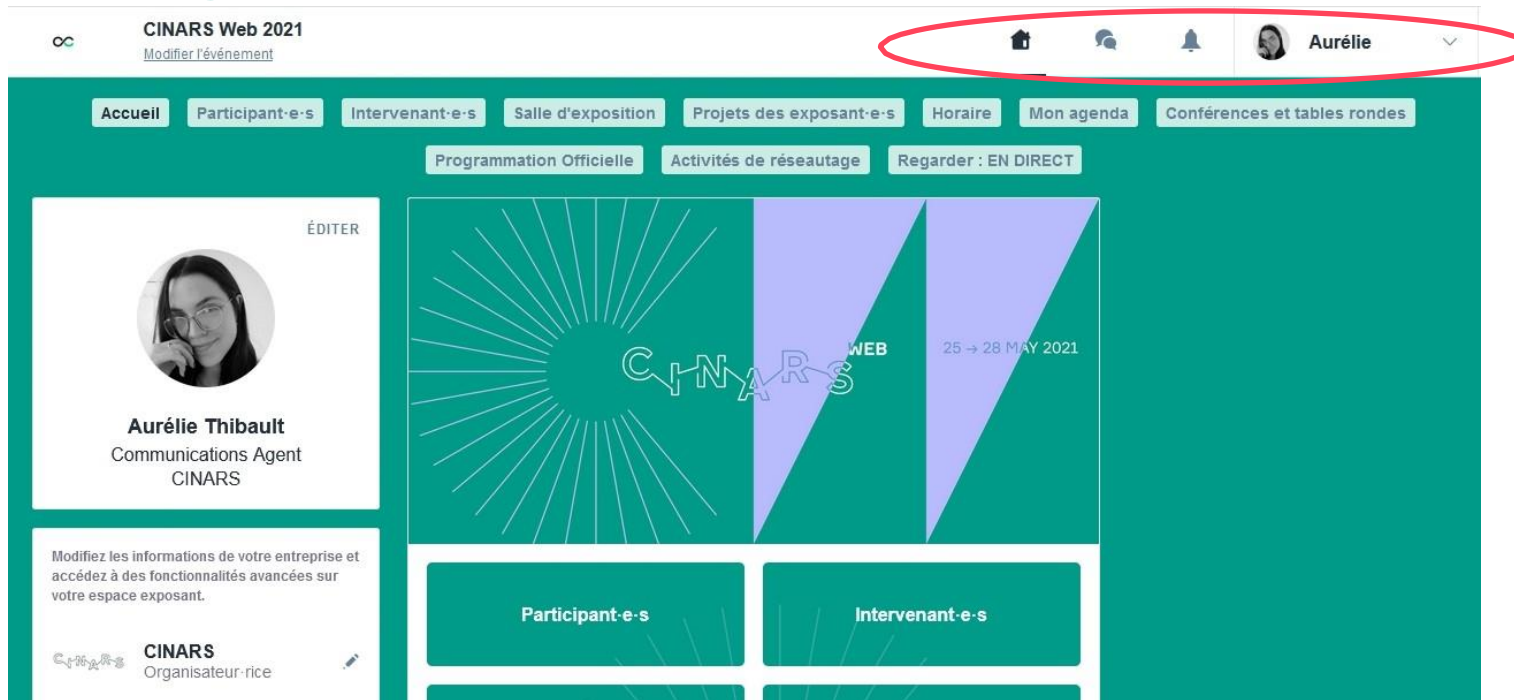 CINARS Web 2021
Modifier l'événement
Aurélie
Accueil Participant·e·s Intervenant·e·s Salle d'exposition Projets des exposant·e·s Horaire Mon agenda Conférences et tables rondes
Programmation Officielle Activités de réseautage Regarder : EN DIRECT
ÉDITER
Aurélie Thibault
Communications Agent
CINARS
Modifiez les informations de votre entreprise et
accédez à des fonctionnalités avancées sur
votre espace exposant.
CINARS
CINARS
Organisateur·rice
CINARS WEB 25 → 28 MAY 2021
Participant·e·s Intervenant·e·s